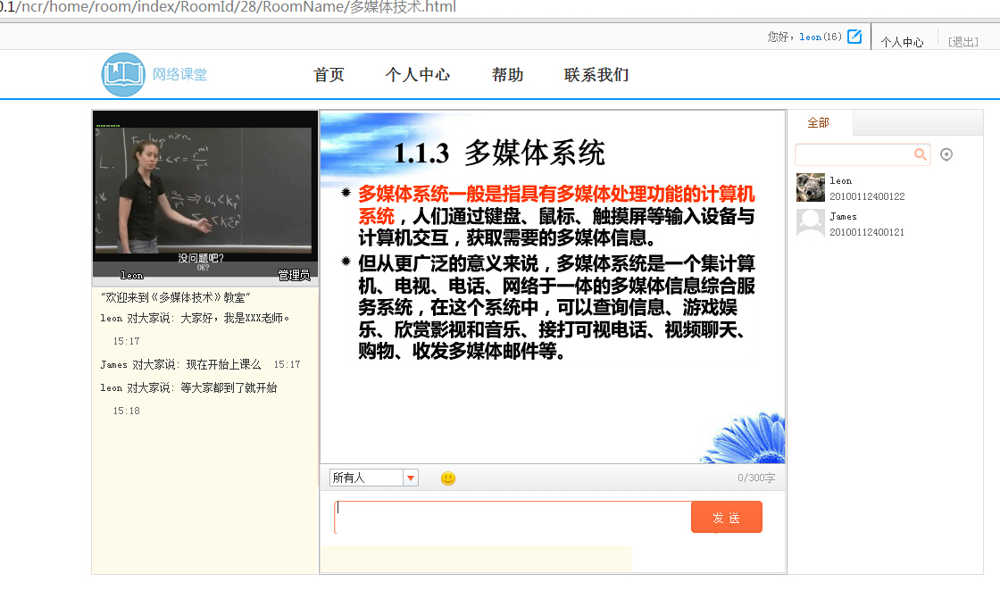 0.1/ncr/home/room/index/RoomId/28/RoomName/多媒体技术.html
您好，leon(16)
个人中心
[退出]
网络课堂
首页
个人中心
帮助
联系我们
没问题吧?
OK?
leon
管理员
“欢迎来到《多媒体技术》教室“
leon 对大家说: 大家好，我是XXX老师。
15:17
James 对大家说: 现在开始上课么 15:17
leon 对大家说: 等大家都到了就开始
15:18
1.1.3 多媒体系统
多媒体系统一般是指具有多媒体处理功能的计算机
系统，人们通过键盘、鼠标、触摸屏等输入设备与
计算机交互，获取需要的多媒体信息。
但从更广泛的意义来说，多媒体系统是一个集计算
机、电视、电话、网络于一体的多媒体信息综合服
务系统，在这个系统中，可以查询信息、游戏娱
乐、欣赏影视和音乐、接打可视电话、视频聊天、
购物、收发多媒体邮件等。
所有人
0/300字
发 送
全部
leon
20100112400122
James
20100112400121